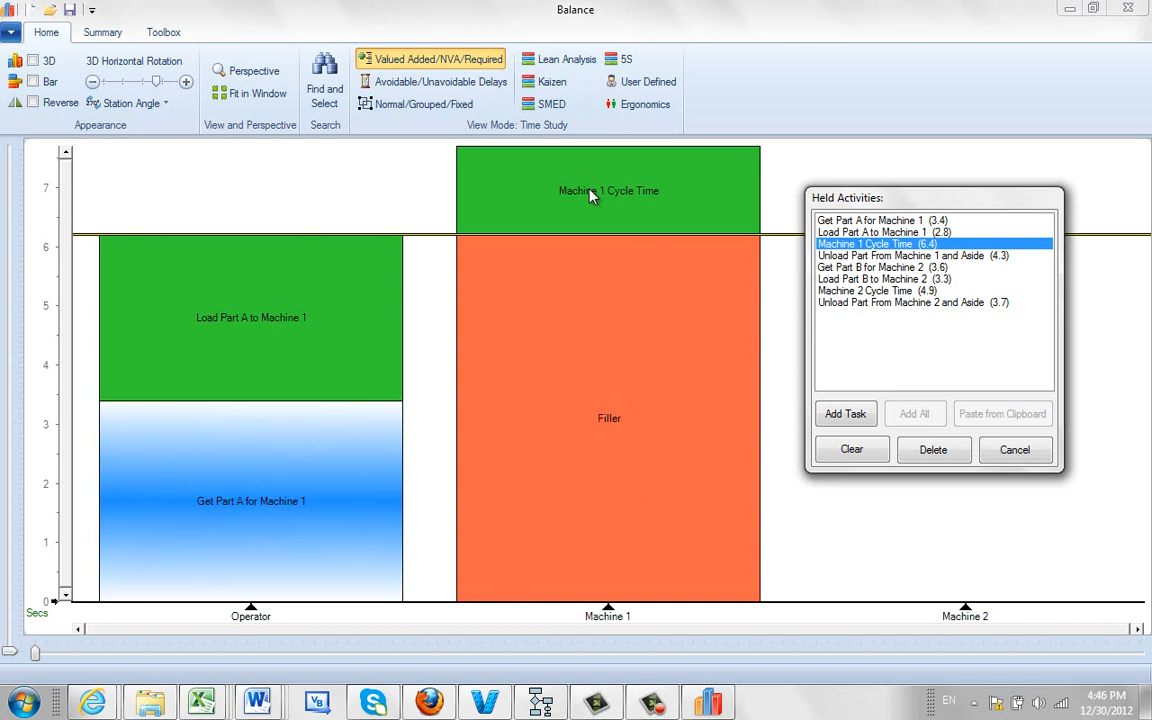 Balance
Home
Summary
Toolbox
3D
Bar
Reverse
3D Horizontal Rotation
Station Angle
Appearance
Perspective
Fit in Window
View and Perspective
Find and
Select
Search
Valued Added/NVA/Required
Avoidable/Unavoidable Delays
Normal/Grouped/Fixed
Lean Analysis
Kaizen
SMED
5S
User Defined
Ergonomics
View Mode: Time Study
7
6
5
4
3
2
1
0
Secs
Load Part A to Machine 1
Get Part A for Machine 1
Machine 1 Cycle Time
Filler
Operator
Machine 1
Machine 2
Held Activities:
Get Part A for Machine 1 (3.4)
Load Part A to Machine 1 (2.8)
Machine 1 Cycle Time (6.4)
Unload Part From Machine 1 and Aside (4.3)
Get Part B for Machine 2 (3.6)
Load Part B to Machine 2 (3.3)
Machine 2 Cycle Time (4.9)
Unload Part From Machine 2 and Aside (3.7)
Add Task
Add All
Paste from Clipboard
Clear
Delete
Cancel
EN
4:46 PM
12/30/2012